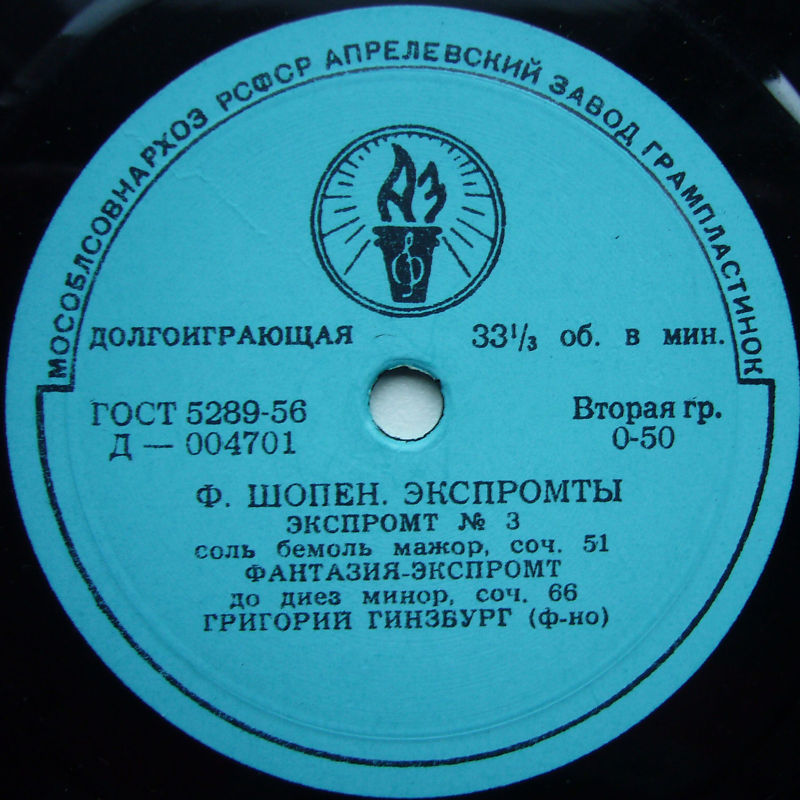 МОСОБЛСОВНАРХОЗ РСФСР АПРЕЛЕВСКИЙ ЗАВОД ГРАМПЛАСТИНОК
АЗ
ДОЛГОИГРАЮЩАЯ 33 1/3 об. в мин.
ГОСТ 5289-56 Вторая гр.
Д — 004701 0-50
Ф. ШОПЕН. ЭКСПРОМТЫ
ЭКСПРОМТ № 3
соль бемоль мажор, соч. 51
ФАНТАЗИЯ-ЭКСПРОМТ
до диез минор, соч. 66
ГРИГОРИЙ ГИНЗБУРГ (ф-но)